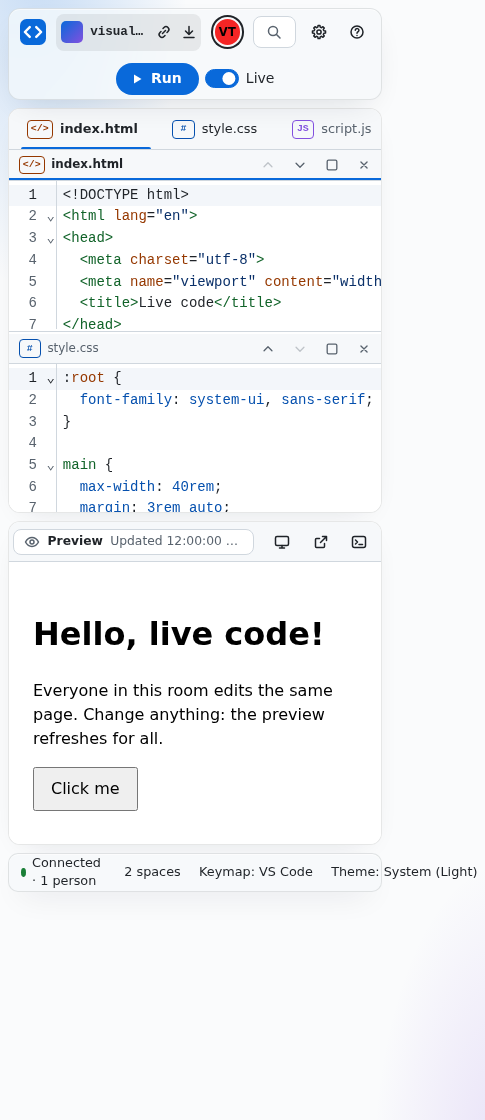 visual…
VT
Run
Live
</> index.html
# style.css
JS script.js
</> index.html
1 <!DOCTYPE html>
2 <html lang="en">
3 <head>
4 <meta charset="utf-8">
5 <meta name="viewport" content="width
6 <title>Live code</title>
7 </head>
# style.css
1 :root {
2 font-family: system-ui, sans-serif;
3 }
4
5 main {
6 max-width: 40rem;
7 margin: 3rem auto;
Preview Updated 12:00:00 …
Hello, live code!
Everyone in this room edits the same
page. Change anything: the preview
refreshes for all.
Click me
Connected
· 1 person
2 spaces
Keymap: VS Code
Theme: System (Light)